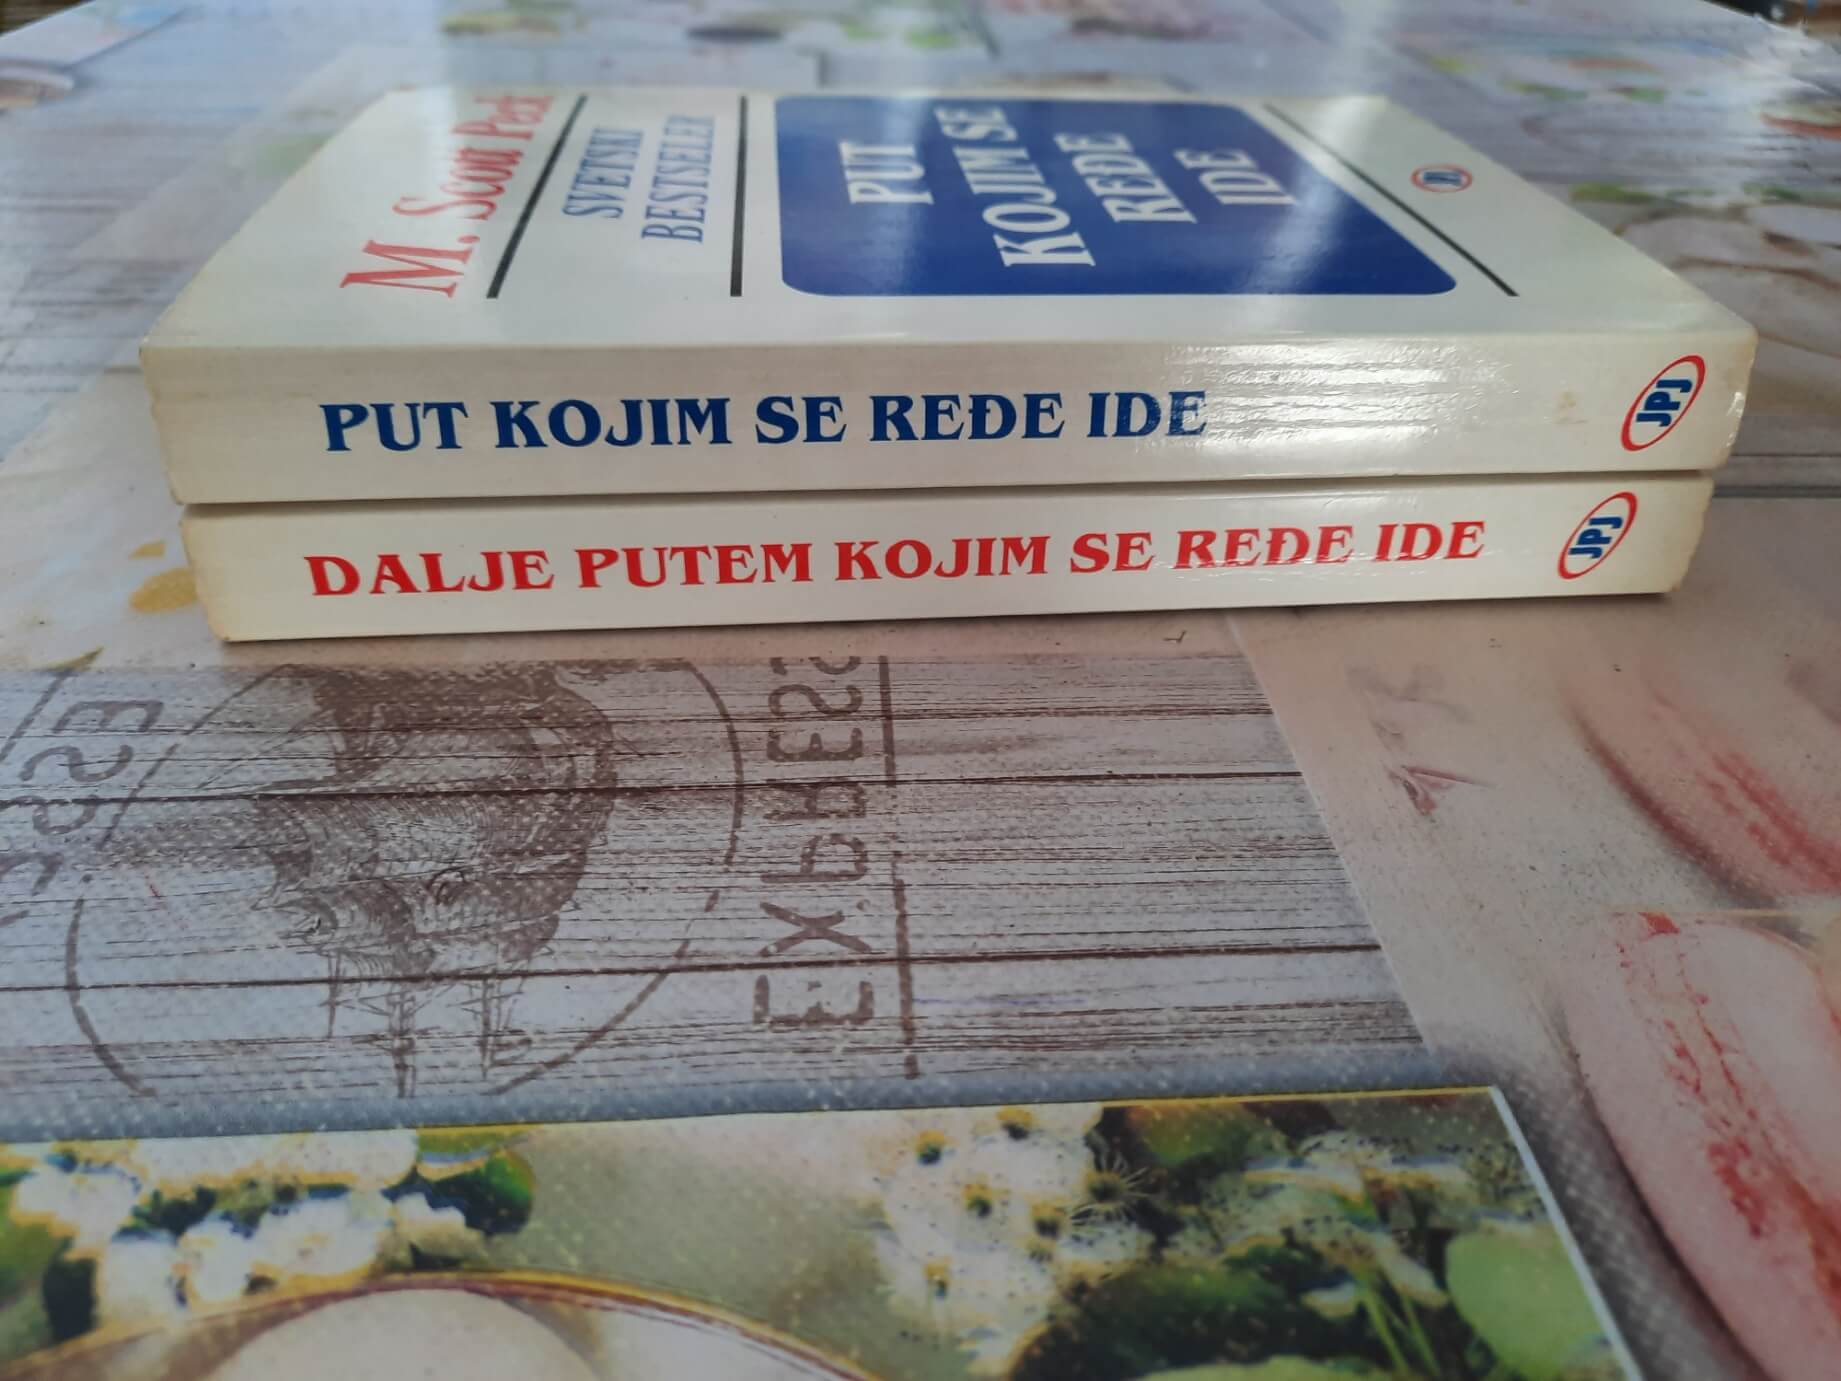 M. Scott Peck
SVETSKI
BESTSELER
PUT
KOJIM SE
REĐE
IDE
PUT KOJIM SE REĐE IDE
JPJ
DALJE PUTEM KOJIM SE REĐE IDE
JPJ
EXPRESS